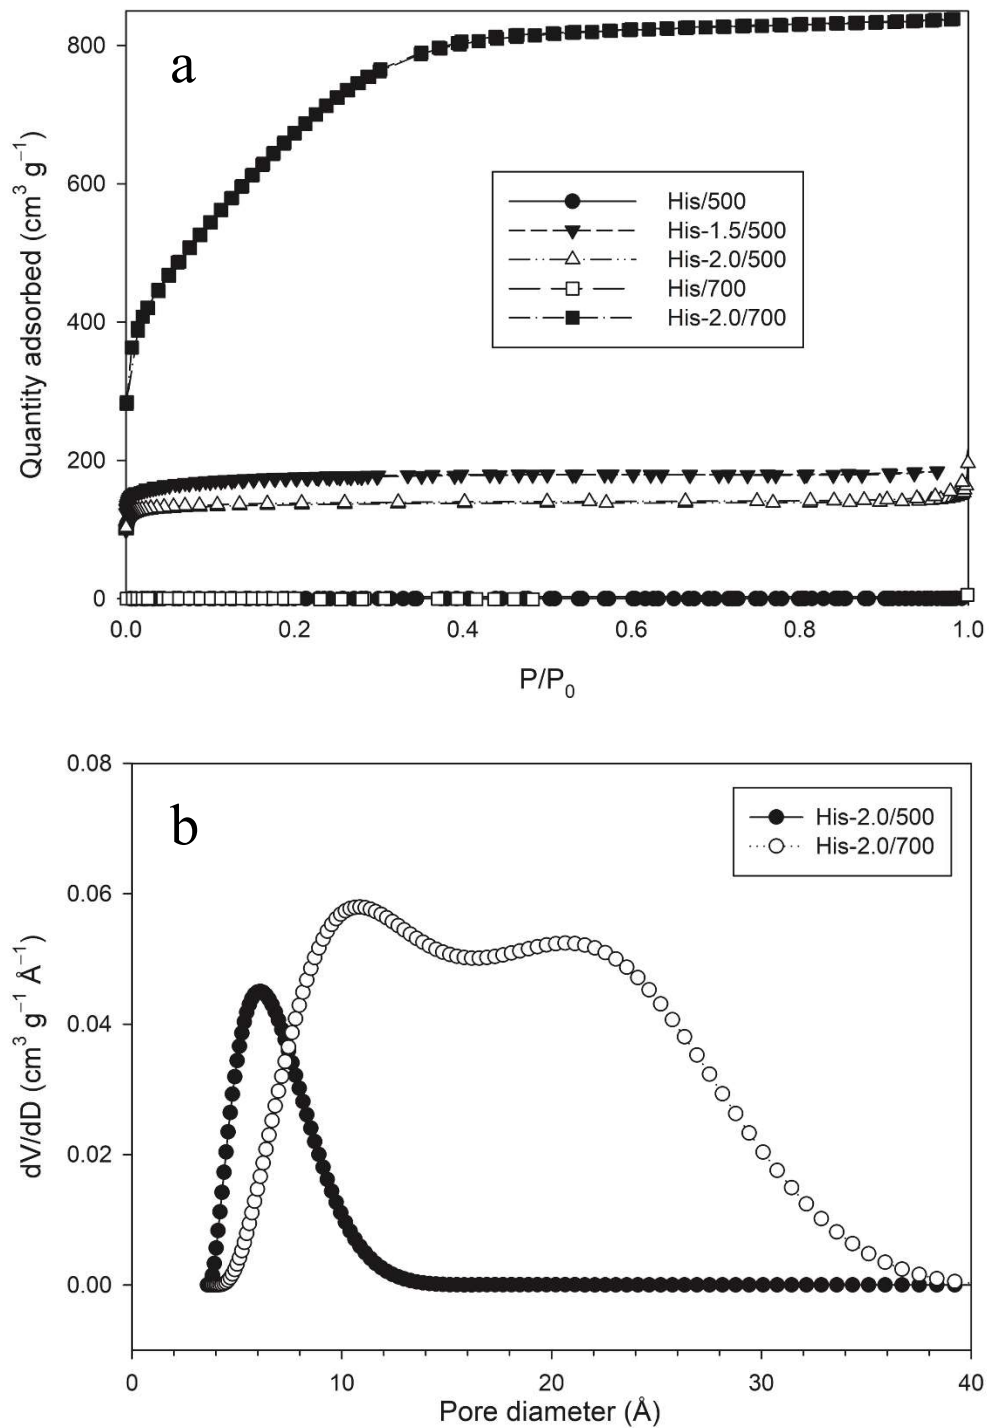 a
800
600
400
200
0
Quantity adsorbed (cm³ g⁻¹)
His/500
His-1.5/500
His-2.0/500
His/700
His-2.0/700
0.0 0.2 0.4 0.6 0.8 1.0
P/P₀
b
0.08
0.06
0.04
0.02
0.00
dV/dD (cm³ g⁻¹ Å⁻¹)
His-2.0/500
His-2.0/700
0 10 20 30 40
Pore diameter (Å)